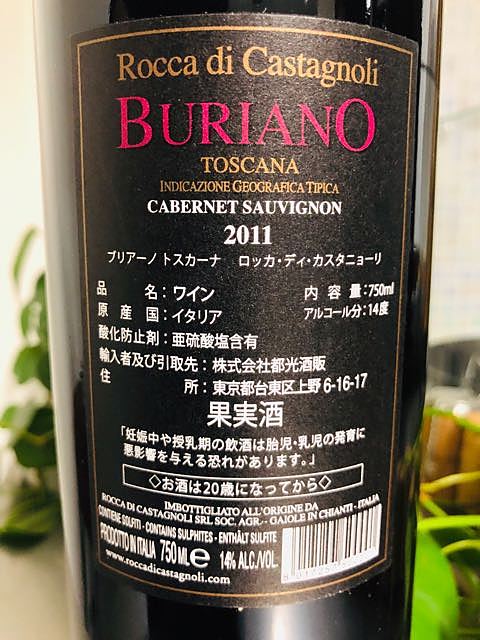 Rocca di Castagnoli
BURIANO
TOSCANA
INDICAZIONE GEOGRAFICA TIPICA
CABERNET SAUVIGNON
2011
ブリアーノ トスカーナ ロッカ・ディ・カスタニョーリ
品名：ワイン 内容量：750ml
原産国：イタリア アルコール分：14度
酸化防止剤：亜硫酸塩含有
輸入者及び引取先：株式会社都光酒販
住所：東京都台東区上野6-16-17
果実酒
「妊娠中や授乳期の飲酒は胎児・乳児の発育に
悪影響を与える恐れがあります。」
◇お酒は20歳になってから◇
IMBOTTIGLIATO ALL'ORIGINE DA
ROCCA DI CASTAGNOLI SRL SOC. AGR.- GAIOLE IN CHIANTI - ITALIA
CONTIENE SOLFITI - CONTAINS SULPHITES - ENTHÄLT SULFITE
PRODOTTO IN ITALIA 750 ML e 14% ALC./VOL.
www.roccadicastagnoli.com